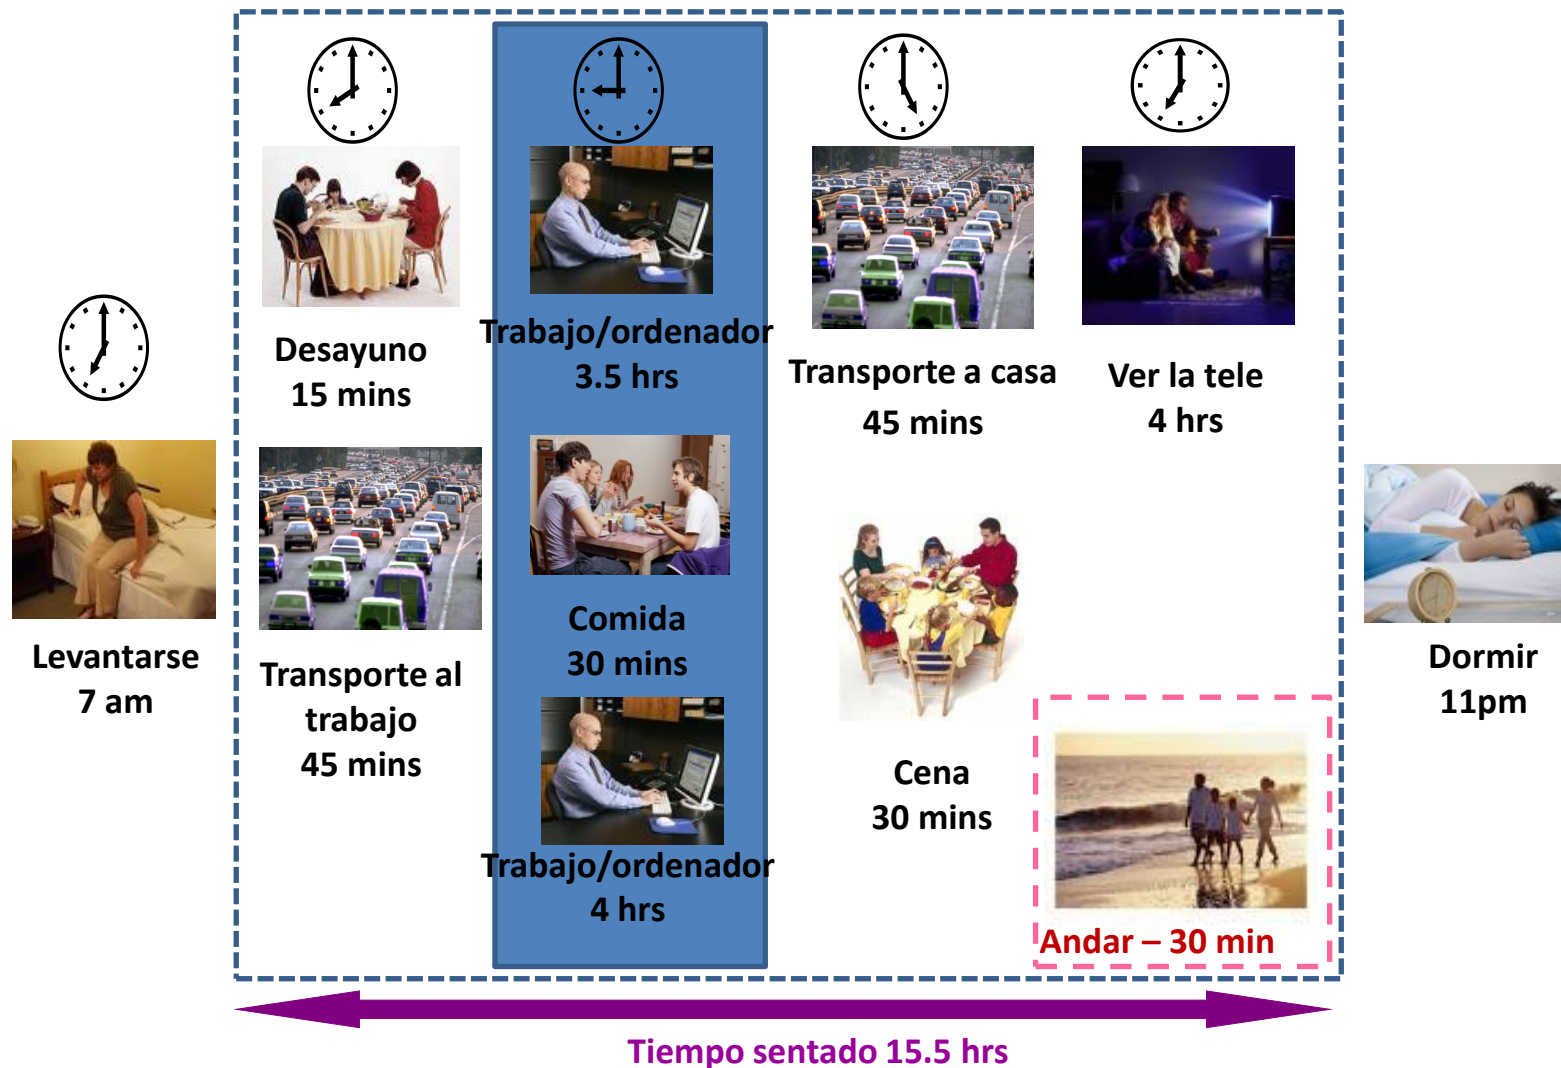 Levantarse
7 am
Desayuno
15 mins
Transporte al
trabajo
45 mins
Trabajo/ordenador
3.5 hrs
Comida
30 mins
Trabajo/ordenador
4 hrs
Transporte a casa
45 mins
Cena
30 mins
Ver la tele
4 hrs
Andar – 30 min
Dormir
11pm
Tiempo sentado 15.5 hrs